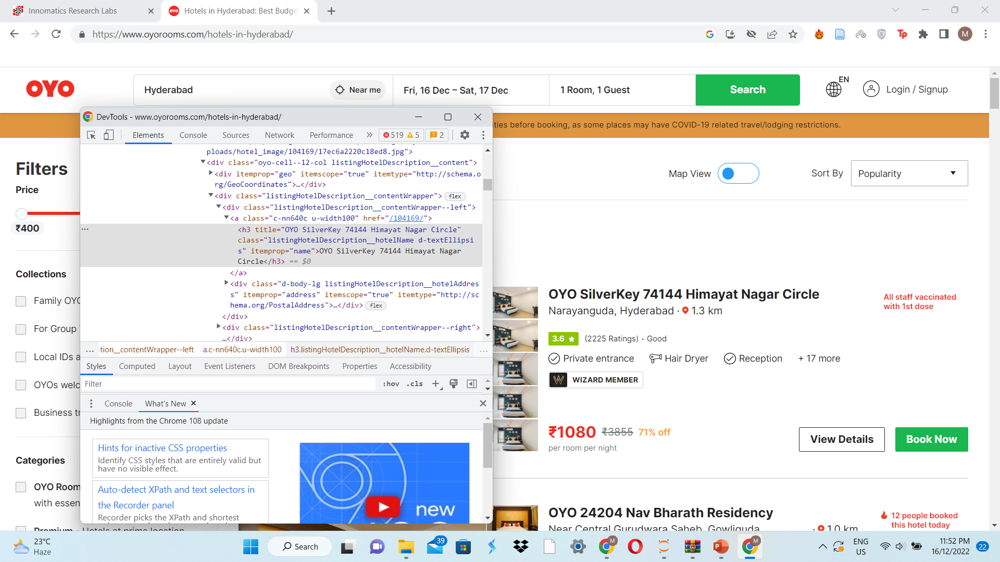 Innomatics Research Labs
OYO
Hotels in Hyderabad: Best Budge
https://www.oyorooms.com/hotels-in-hyderabad/
M
OYO
Hyderabad
Near me
Fri, 16 Dec – Sat, 17 Dec
1 Room, 1 Guest
Search
EN
Login / Signup
ities before booking, as some places may have COVID-19 related travel/lodging restrictions.
DevTools - www.oyorooms.com/hotels-in-hyderabad/
Elements
Console
Sources
Network
Performance
519
5
2
ploads/hotel_image/104169/17ec6a2220c18ed8.jpg">
<div class="oyo-cell--12-col listingHotelDescription__content">
<div itemprop="geo" itemscope="true" itemtype="http://schema.o
rg/GeoCoordinates">…</div>
<div class="listingHotelDescription__contentWrapper"> flex
<div class="listingHotelDescription__contentWrapper--left">
<a class="c-nn640c u-width100" href="/104169/">
<h3 title="OYO SilverKey 74144 Himayat Nagar Circle"
class="listingHotelDescription__hotelName d-textEllipsi
s" itemprop="name">OYO SilverKey 74144 Himayat Nagar
Circle</h3> == $0
</a>
<div class="d-body-lg listingHotelDescription__hotelAddres
s" itemprop="address" itemscope="true" itemtype="http://sc
hema.org/PostalAddress">…</div> flex
</div>
<div class="listingHotelDescription__contentWrapper--right">
…</div>
... tion__contentWrapper--left a.c-nn640c.u-width100 h3.listingHotelDescription__hotelName.d-textEllipsis ...
Styles
Computed
Layout
Event Listeners
DOM Breakpoints
Properties
Accessibility
Filter
:hov
.cls
Console
What's New
Highlights from the Chrome 108 update
Hints for inactive CSS properties
Identify CSS styles that are entirely valid but
have no visible effect.
Auto-detect XPath and text selectors in
the Recorder panel
Recorder picks the XPath and shortest
new
Filters
Price
₹400
Collections
Family OYO
For Group
Local IDs a
OYOs welc
Business tr
Categories
OYO Room
with essen
Premium - Hotels at prime location
Map View
Sort By
Popularity
OYO SilverKey 74144 Himayat Nagar Circle
Narayanguda, Hyderabad · 1.3 km
All staff vaccinated
with 1st dose
3.6
(2225 Ratings) · Good
Private entrance
Hair Dryer
Reception
+ 17 more
W
WIZARD MEMBER
₹1080 ₹3855 71% off
per room per night
View Details
Book Now
OYO 24204 Nav Bharath Residency
Near Central Gurudwara Saheb, Gowliguda · 1.0 km
12 people booked
this hotel today
23°C
Haze
Search
39
M
P
M
ENG
US
11:52 PM
16/12/2022
22